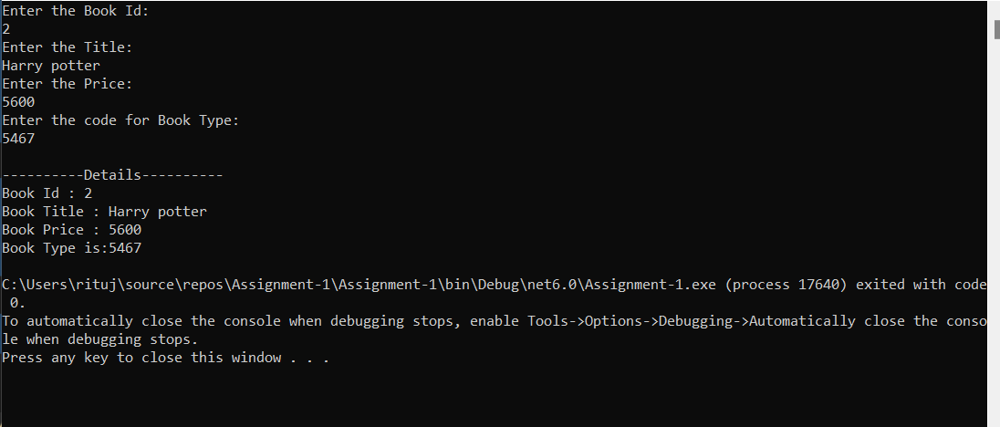 Enter the Book Id:
2
Enter the Title:
Harry potter
Enter the Price:
5600
Enter the code for Book Type:
5467
----------Details----------
Book Id : 2
Book Title : Harry potter
Book Price : 5600
Book Type is:5467
C:\Users\rituj\source\repos\Assignment-1\Assignment-1\bin\Debug\net6.0\Assignment-1.exe (process 17640) exited with code
 0.
To automatically close the console when debugging stops, enable Tools->Options->Debugging->Automatically close the conso
le when debugging stops.
Press any key to close this window . . .